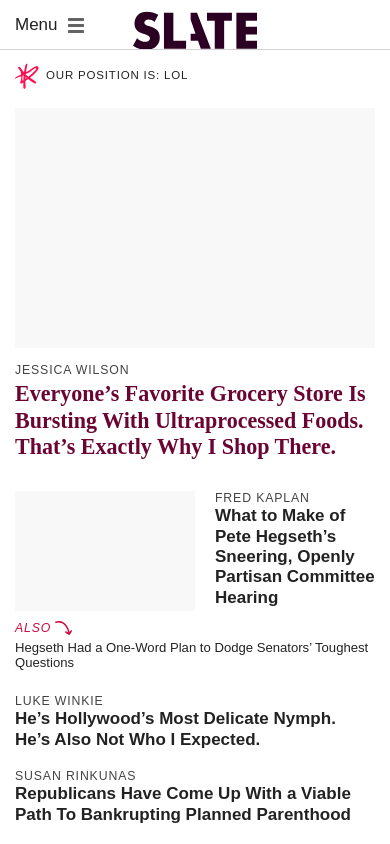 Menu
SLATE
OUR POSITION IS: LOL
JESSICA WILSON
Everyone’s Favorite Grocery Store Is
Bursting With Ultraprocessed Foods.
That’s Exactly Why I Shop There.
FRED KAPLAN
What to Make of
Pete Hegseth’s
Sneering, Openly
Partisan Committee
Hearing
ALSO
Hegseth Had a One-Word Plan to Dodge Senators’ Toughest
Questions
LUKE WINKIE
He’s Hollywood’s Most Delicate Nymph.
He’s Also Not Who I Expected.
SUSAN RINKUNAS
Republicans Have Come Up With a Viable
Path To Bankrupting Planned Parenthood